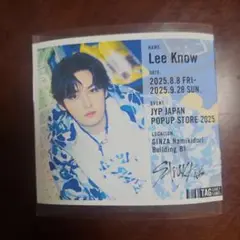 NAME
Lee Know
DATE
2025.8.8 FRI-
2025.9.28 SUN
EVENT
JYP JAPAN
POPUP STORE 2025
LOCATION
GINZA Namikidori
Building B1
TAG